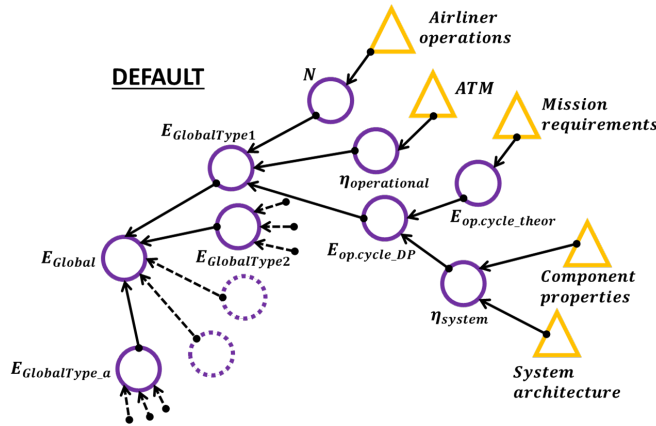 Airliner
operations
DEFAULT
N
ATM
Mission
requirements
E_GlobalType1
η_operational
E_op.cycle_theor
E_Global
E_GlobalType2
E_op.cycle_DP
Component
properties
η_system
E_GlobalType_a
System
architecture